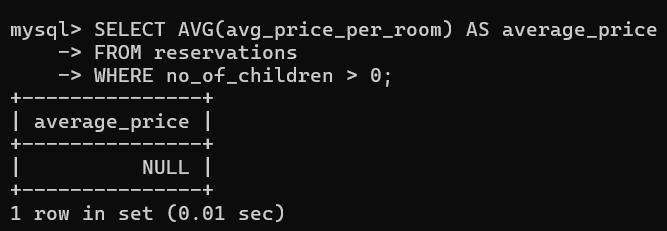 mysql> SELECT AVG(avg_price_per_room) AS average_price
    -> FROM reservations
    -> WHERE no_of_children > 0;
+---------------+
| average_price |
+---------------+
|          NULL |
+---------------+
1 row in set (0.01 sec)